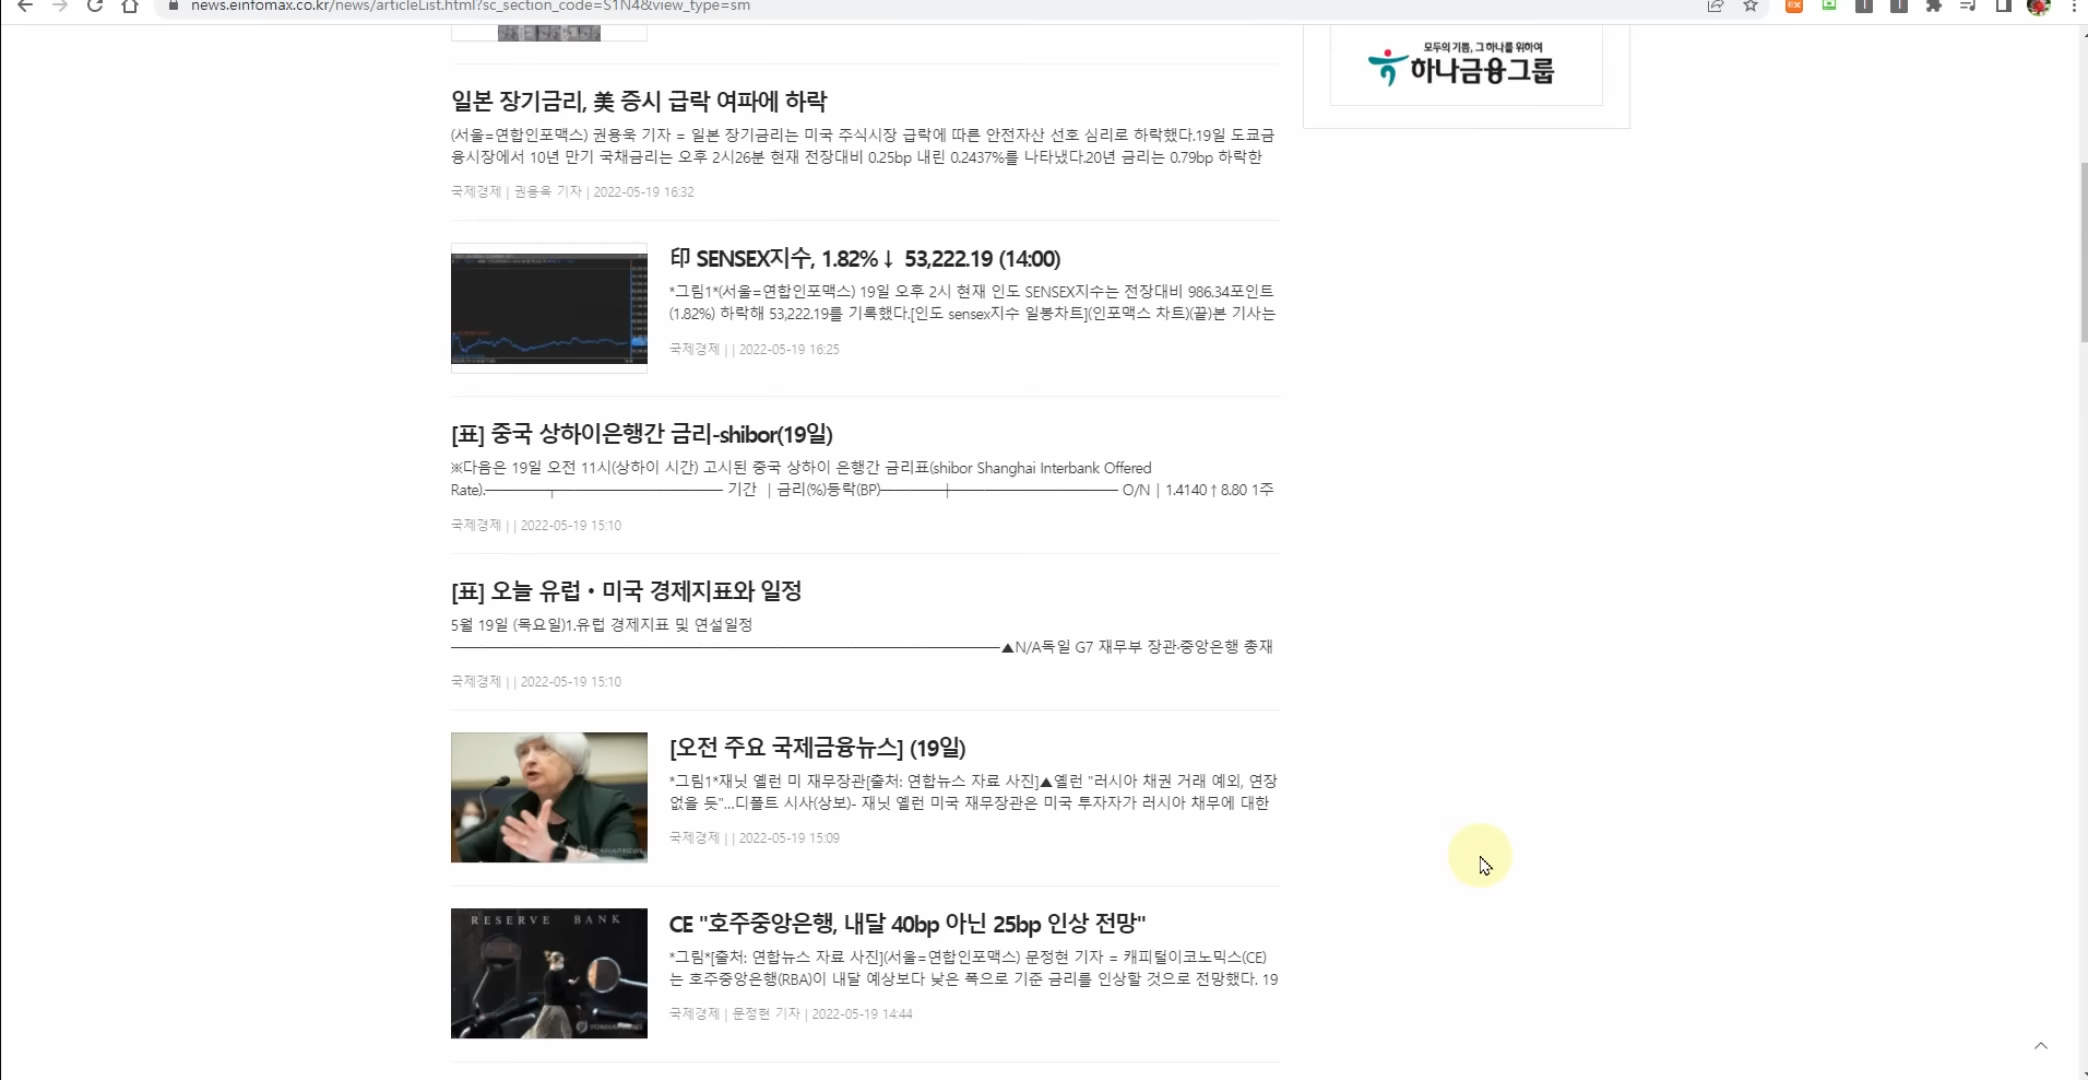 news.einfomax.co.kr/news/articleList.html?sc_section_code=S1N4&view_type=sm
모두의 기쁨, 그 하나를 위하여
하나금융그룹
일본 장기금리, 美 증시 급락 여파에 하락
(서울=연합인포맥스) 권용욱 기자 = 일본 장기금리는 미국 주식시장 급락에 따른 안전자산 선호 심리로 하락했다.19일 도쿄금
융시장에서 10년 만기 국채금리는 오후 2시26분 현재 전장대비 0.25bp 내린 0.2437%를 나타냈다.20년 금리는 0.79bp 하락한
국제경제 | 권용욱 기자 | 2022-05-19 16:32
印 SENSEX지수, 1.82%↓ 53,222.19 (14:00)
*그림1*(서울=연합인포맥스) 19일 오후 2시 현재 인도 SENSEX지수는 전장대비 986.34포인트
(1.82%) 하락해 53,222.19를 기록했다.[인도 sensex지수 일봉차트](인포맥스 차트)(끝)본 기사는
국제경제 | | 2022-05-19 16:25
[표] 중국 상하이은행간 금리-shibor(19일)
※다음은 19일 오전 11시(상하이 시간) 고시된 중국 상하이 은행간 금리표(shibor Shanghai Interbank Offered
Rate).───────┬────────────── 기간 | 금리(%)등락(BP)───────┼────────────── O/N | 1.4140↑8.80 1주
국제경제 | | 2022-05-19 15:10
[표] 오늘 유럽·미국 경제지표와 일정
5월 19일 (목요일)1.유럽 경제지표 및 연설일정
─────────────────────────────────────▲N/A독일 G7 재무부 장관·중앙은행 총재
국제경제 | | 2022-05-19 15:10
[오전 주요 국제금융뉴스] (19일)
*그림1*재닛 옐런 미 재무장관[출처: 연합뉴스 자료 사진]▲옐런 "러시아 채권 거래 예외, 연장
없을 듯"…디폴트 시사(상보)- 재닛 옐런 미국 재무장관은 미국 투자자가 러시아 채무에 대한
YONHAPNEWS
국제경제 | | 2022-05-19 15:09
RESERVE BANK
CE "호주중앙은행, 내달 40bp 아닌 25bp 인상 전망"
*그림*[출처: 연합뉴스 자료 사진](서울=연합인포맥스) 문정현 기자 = 캐피털이코노믹스(CE)
는 호주중앙은행(RBA)이 내달 예상보다 낮은 폭으로 기준 금리를 인상할 것으로 전망했다. 19
국제경제 | 문정현 기자 | 2022-05-19 14:44
YONHAPNEWS